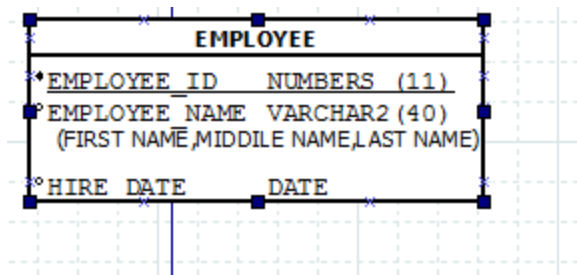 EMPLOYEE
EMPLOYEE_ID NUMBERS (11)
EMPLOYEE_NAME VARCHAR2(40)
(FIRST NAME,MIDDILE NAME,LAST NAME)
HIRE DATE DATE